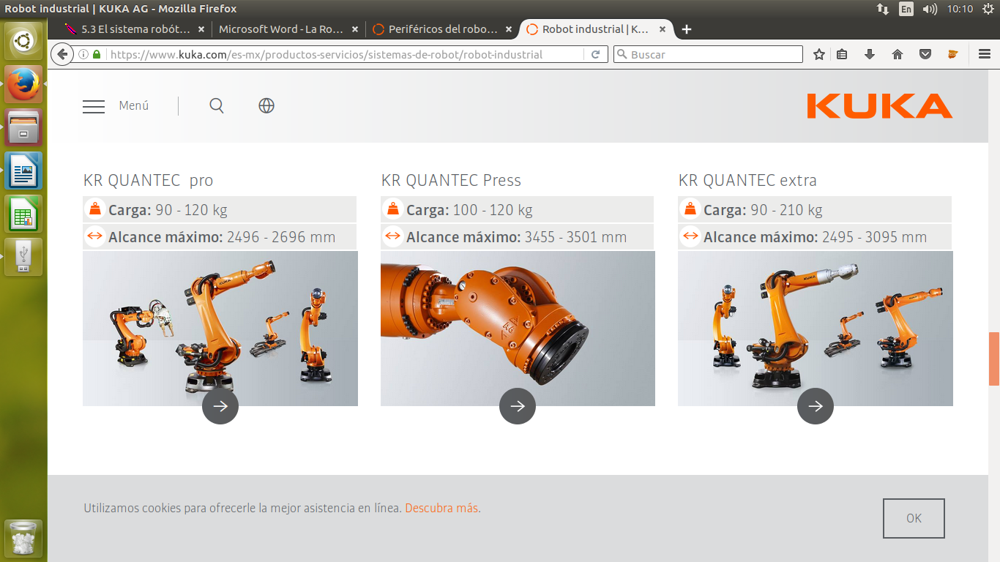 Robot industrial | KUKA AG - Mozilla Firefox
En
10:10
5.3 El sistema robót...
Microsoft Word - La Ro...
Periféricos del robo...
Robot industrial | K...
https://www.kuka.com/es-mx/productos-servicios/sistemas-de-robot/robot-industrial
Buscar
Menú
KUKA
KR QUANTEC pro
Carga: 90 - 120 kg
Alcance máximo: 2496 - 2696 mm
KR QUANTEC Press
Carga: 100 - 120 kg
Alcance máximo: 3455 - 3501 mm
KR QUANTEC extra
Carga: 90 - 210 kg
Alcance máximo: 2495 - 3095 mm
KUKA
KUKA
Utilizamos cookies para ofrecerle la mejor asistencia en línea. Descubra más.
OK